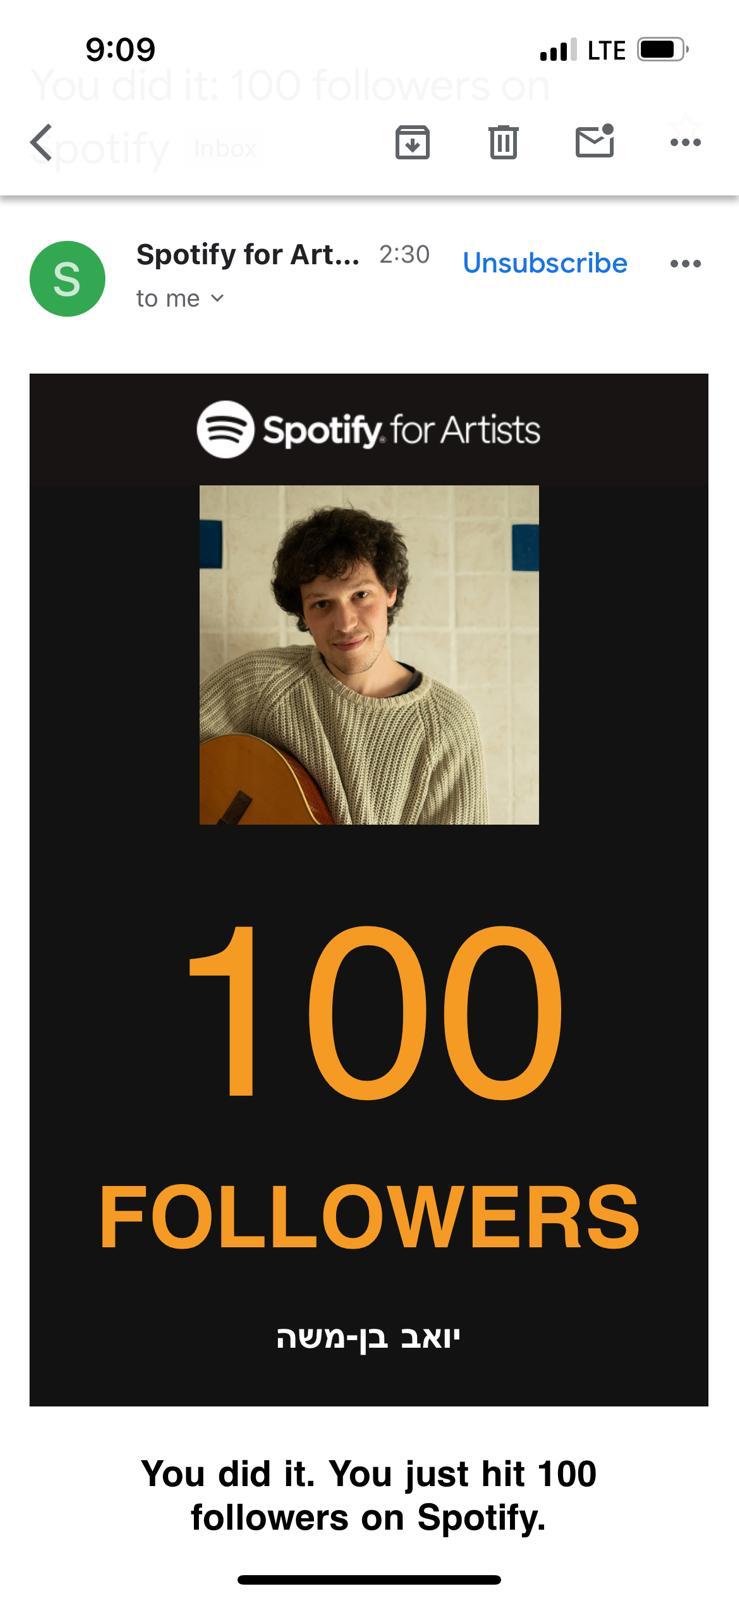 9:09
LTE
You did it: 100 followers on
Spotify Inbox
S
Spotify for Art... 2:30 Unsubscribe
to me
Spotify for Artists
100
FOLLOWERS
יואב בן-משה
You did it. You just hit 100
followers on Spotify.